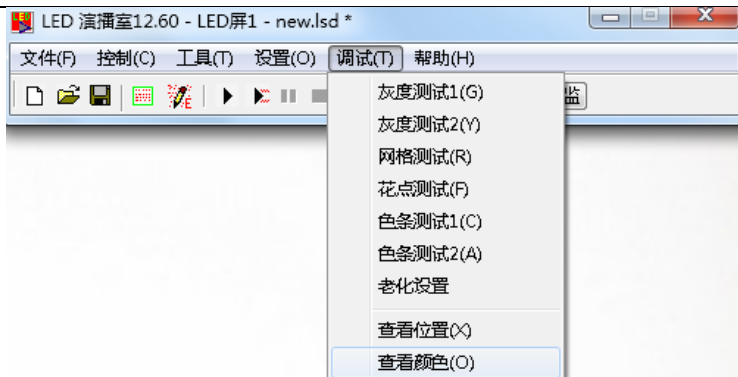 LED 演播室12.60 - LED屏1 - new.lsd *
文件(F) 控制(C) 工具(T) 设置(O) 调试(T) 帮助(H)
灰度测试1(G)
灰度测试2(Y)
网格测试(R)
花点测试(F)
色条测试1(C)
色条测试2(A)
老化设置
查看位置(X)
查看颜色(O)